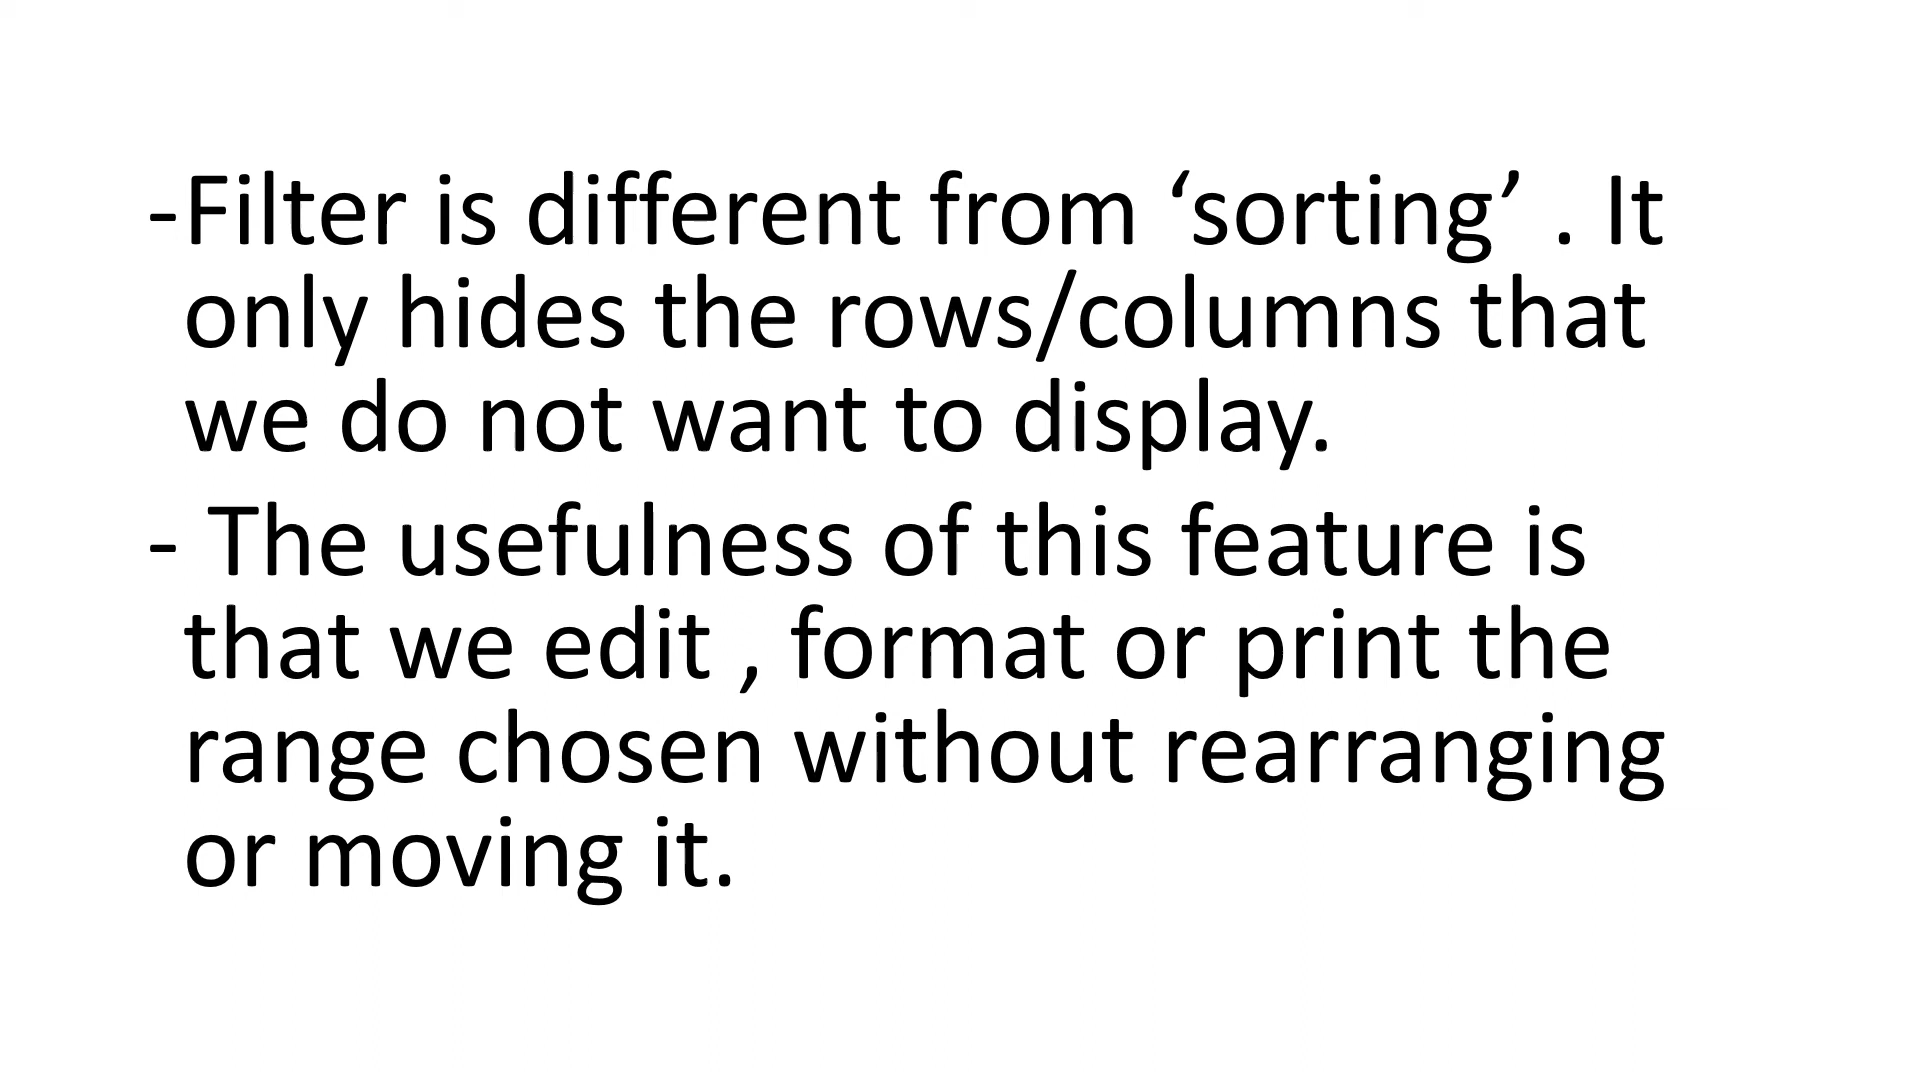 -Filter is different from ‘sorting’ . It
only hides the rows/columns that
we do not want to display.
- The usefulness of this feature is
that we edit , format or print the
range chosen without rearranging
or moving it.